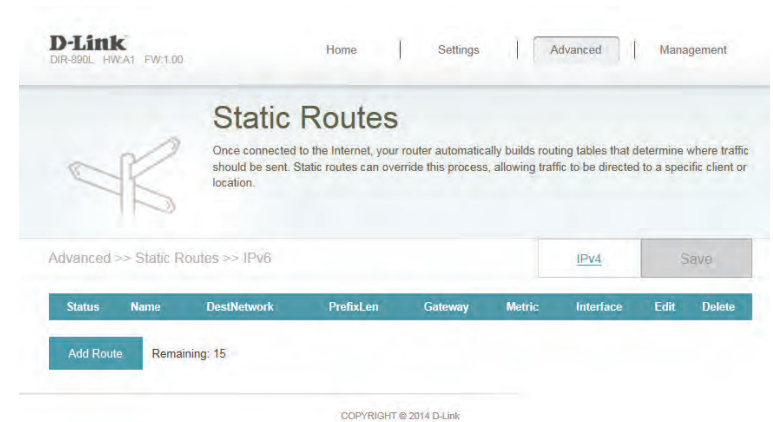 D-Link
DIR-890L HW:A1 FW:1.00
Home
Settings
Advanced
Management
Static Routes
Once connected to the Internet, your router automatically builds routing tables that determine where traffic
should be sent. Static routes can override this process, allowing traffic to be directed to a specific client or
location.
Advanced >> Static Routes >> IPv6
IPv4
Save
Status Name DestNetwork PrefixLen Gateway Metric Interface Edit Delete
Add Route
Remaining: 15
COPYRIGHT © 2014 D-Link